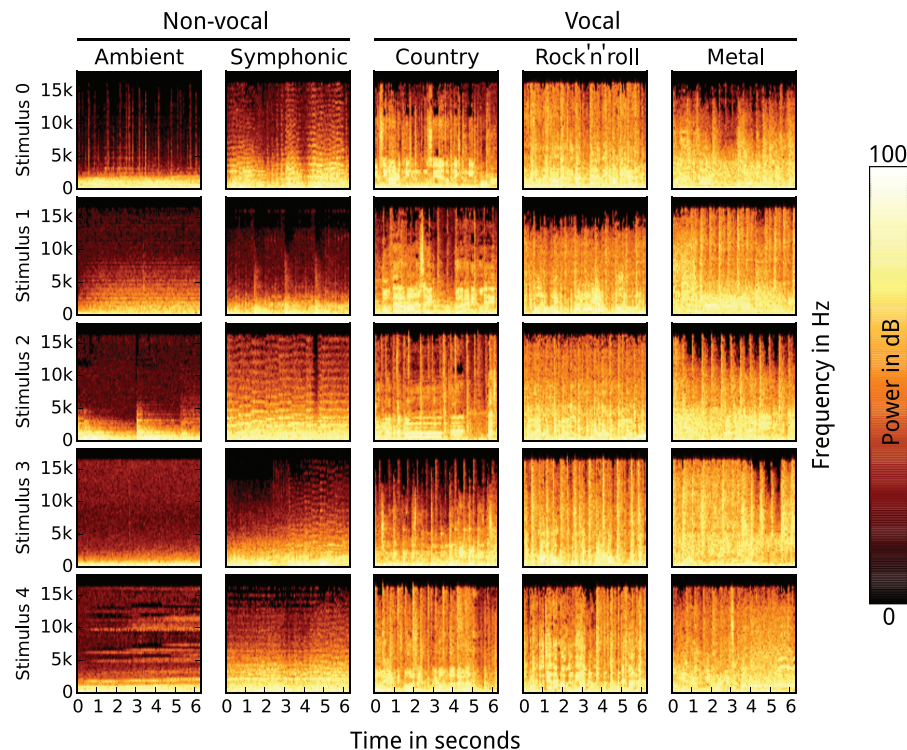 Non-vocal Vocal
Ambient Symphonic Country Rock'n'roll Metal
Stimulus 0
15k
10k
5k
0
Stimulus 1
15k
10k
5k
0
Stimulus 2
15k
10k
5k
0
Stimulus 3
15k
10k
5k
0
Stimulus 4
15k
10k
5k
0
0 1 2 3 4 5 6 0 1 2 3 4 5 6 0 1 2 3 4 5 6 0 1 2 3 4 5 6 0 1 2 3 4 5 6
Time in seconds
Frequency in Hz
100
Power in dB
0